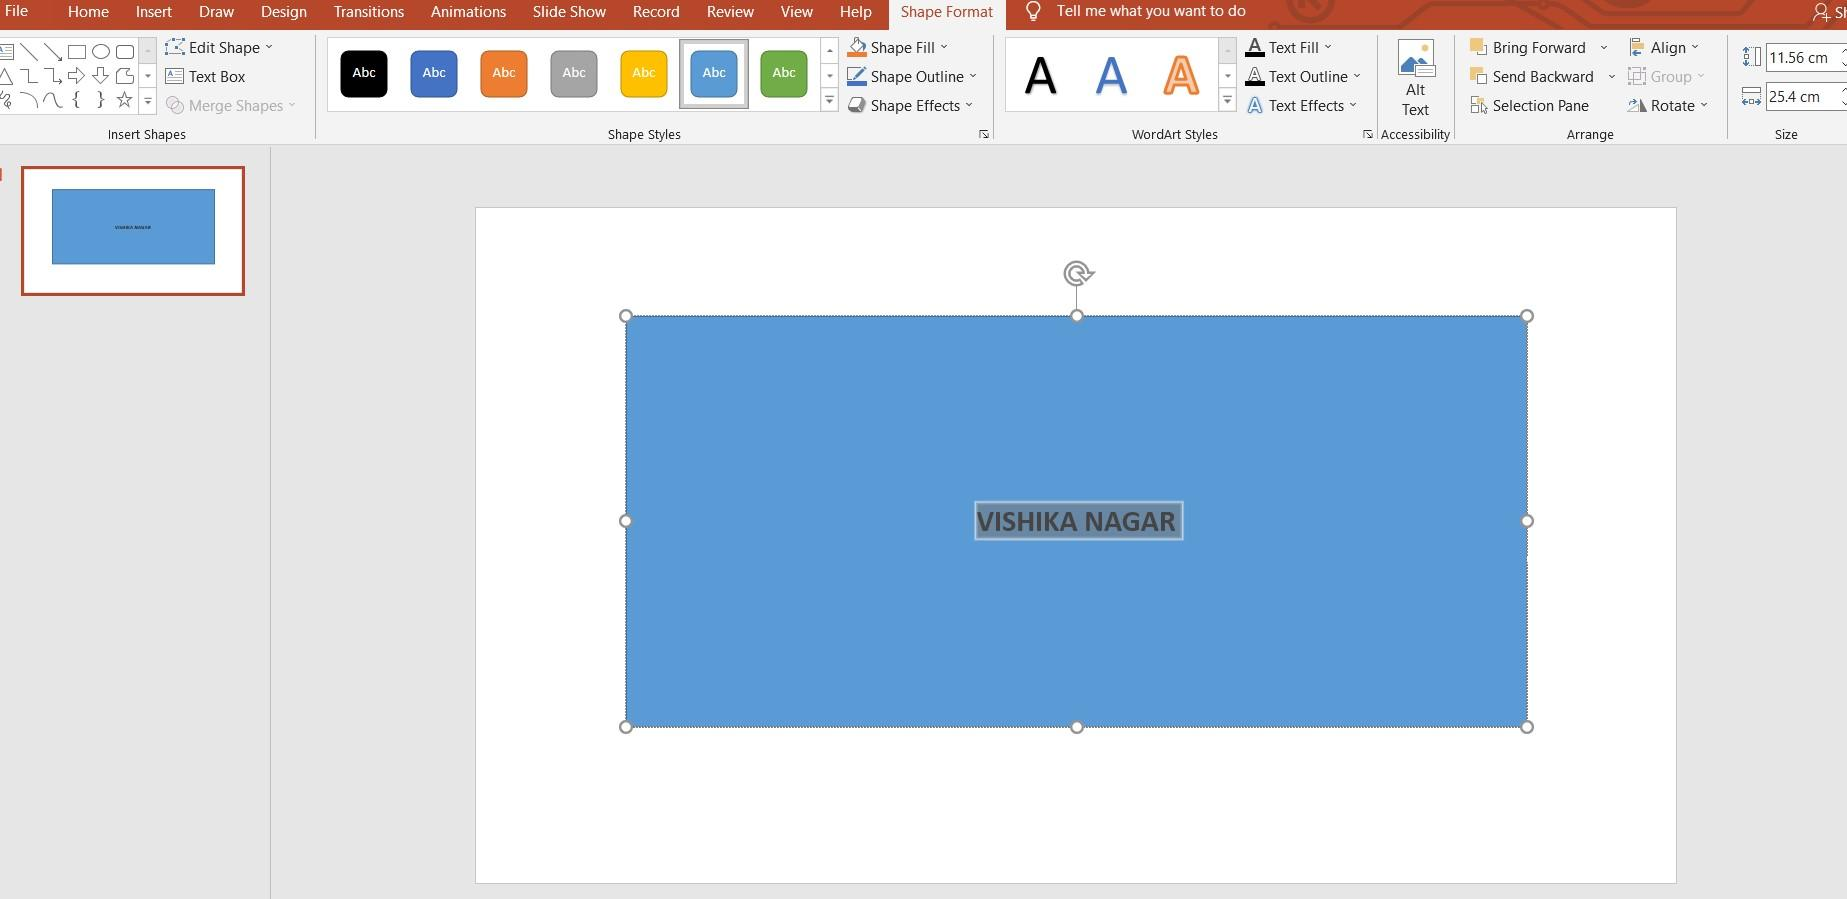 File Home Insert Draw Design Transitions Animations Slide Show Record Review View Help Shape Format Tell me what you want to do
Edit Shape
Text Box
Merge Shapes
Insert Shapes
Abc Abc Abc Abc Abc Abc Abc
Shape Fill
Shape Outline
Shape Effects
Shape Styles
A A A
Text Fill
Text Outline
Text Effects
WordArt Styles
Alt
Text
Accessibility
Bring Forward
Send Backward
Selection Pane
Align
Group
Rotate
Arrange
11.56 cm
25.4 cm
Size
VISHIKA NAGAR
VISHIKA NAGAR